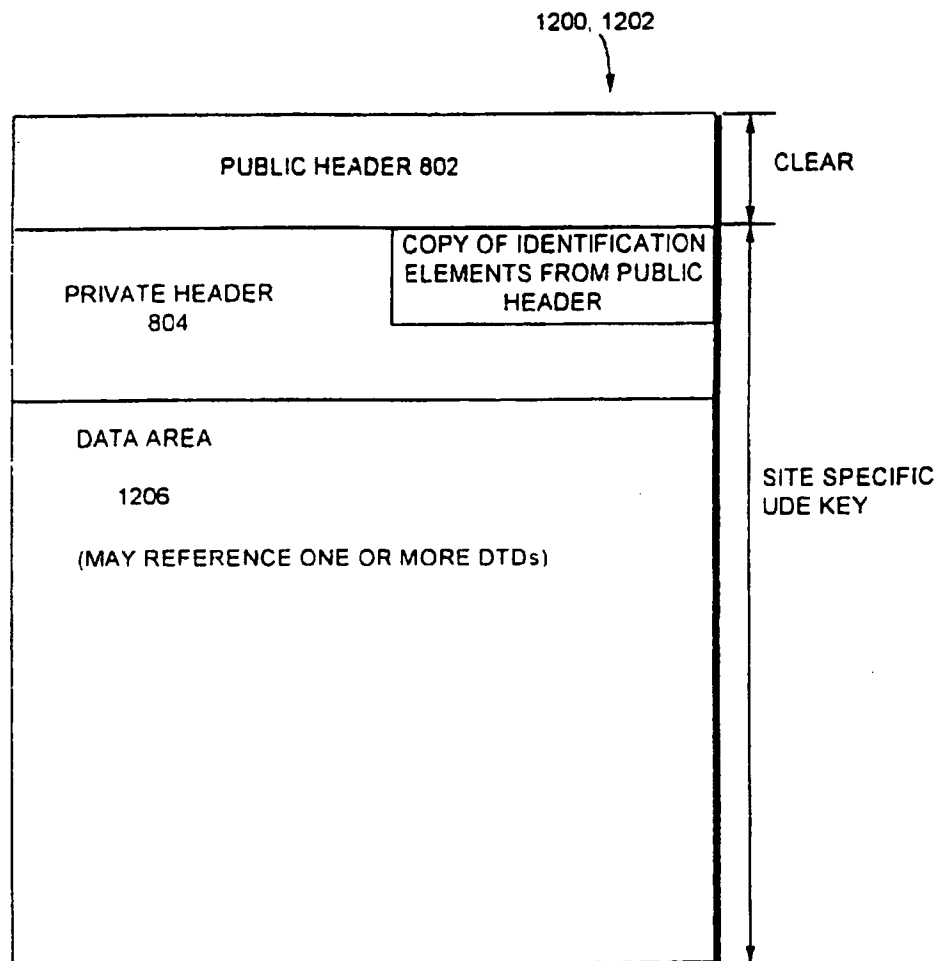 1200, 1202
PUBLIC HEADER 802
CLEAR
COPY OF IDENTIFICATION
ELEMENTS FROM PUBLIC
HEADER
PRIVATE HEADER
804
DATA AREA
1206
(MAY REFERENCE ONE OR MORE DTDs)
SITE SPECIFIC
UDE KEY